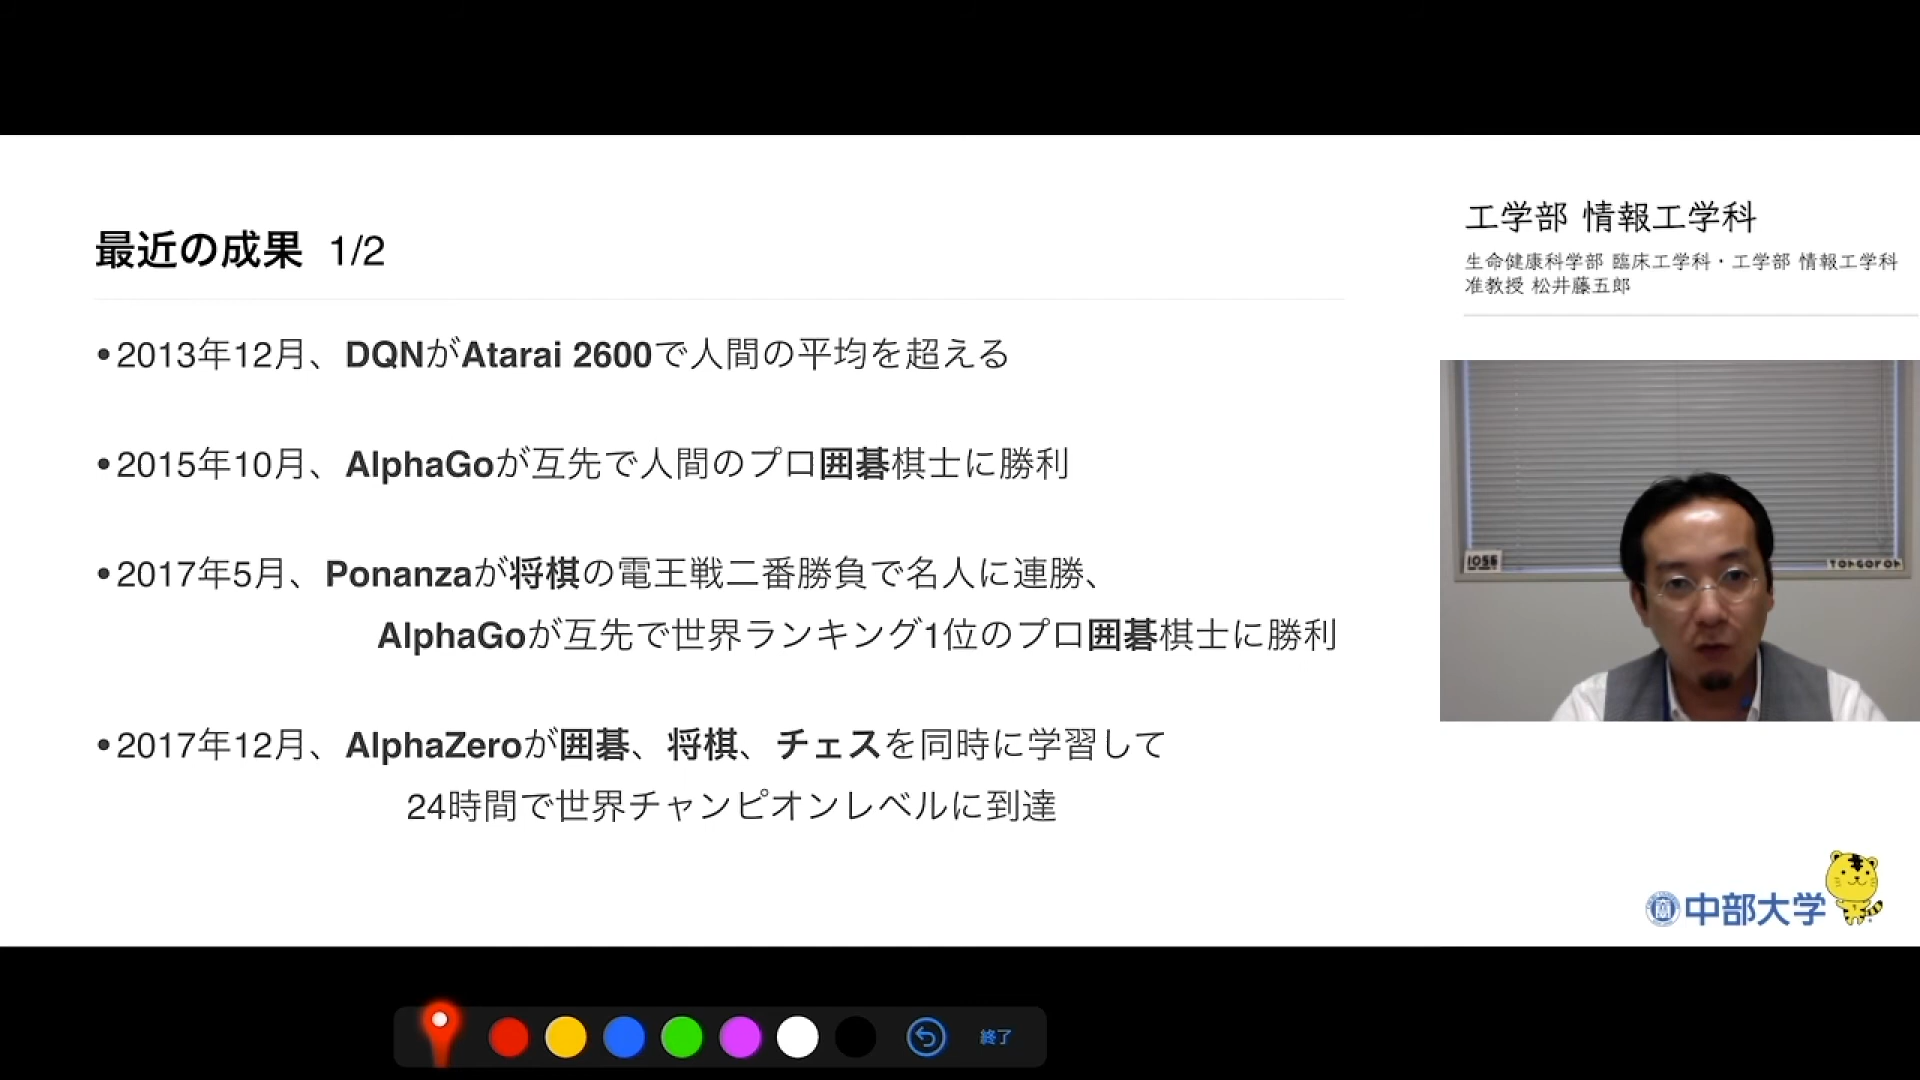 最近の成果 1/2
•2013年12月、DQNがAtarai 2600で人間の平均を超える
•2015年10月、AlphaGoが互先で人間のプロ囲碁棋士に勝利
•2017年5月、Ponanzaが将棋の電王戦二番勝負で名人に連勝、
AlphaGoが互先で世界ランキング1位のプロ囲碁棋士に勝利
•2017年12月、AlphaZeroが囲碁、将棋、チェスを同時に学習して
24時間で世界チャンピオンレベルに到達
工学部 情報工学科
生命健康科学部 臨床工学科・工学部 情報工学科
准教授 松井藤五郎
TOHGOROH
中部大学
終了